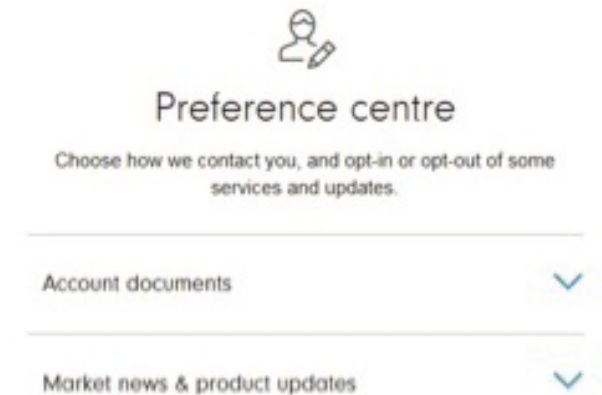 Preference centre
Choose how we contact you, and opt-in or opt-out of some
services and updates.
Account documents
Market news & product updates